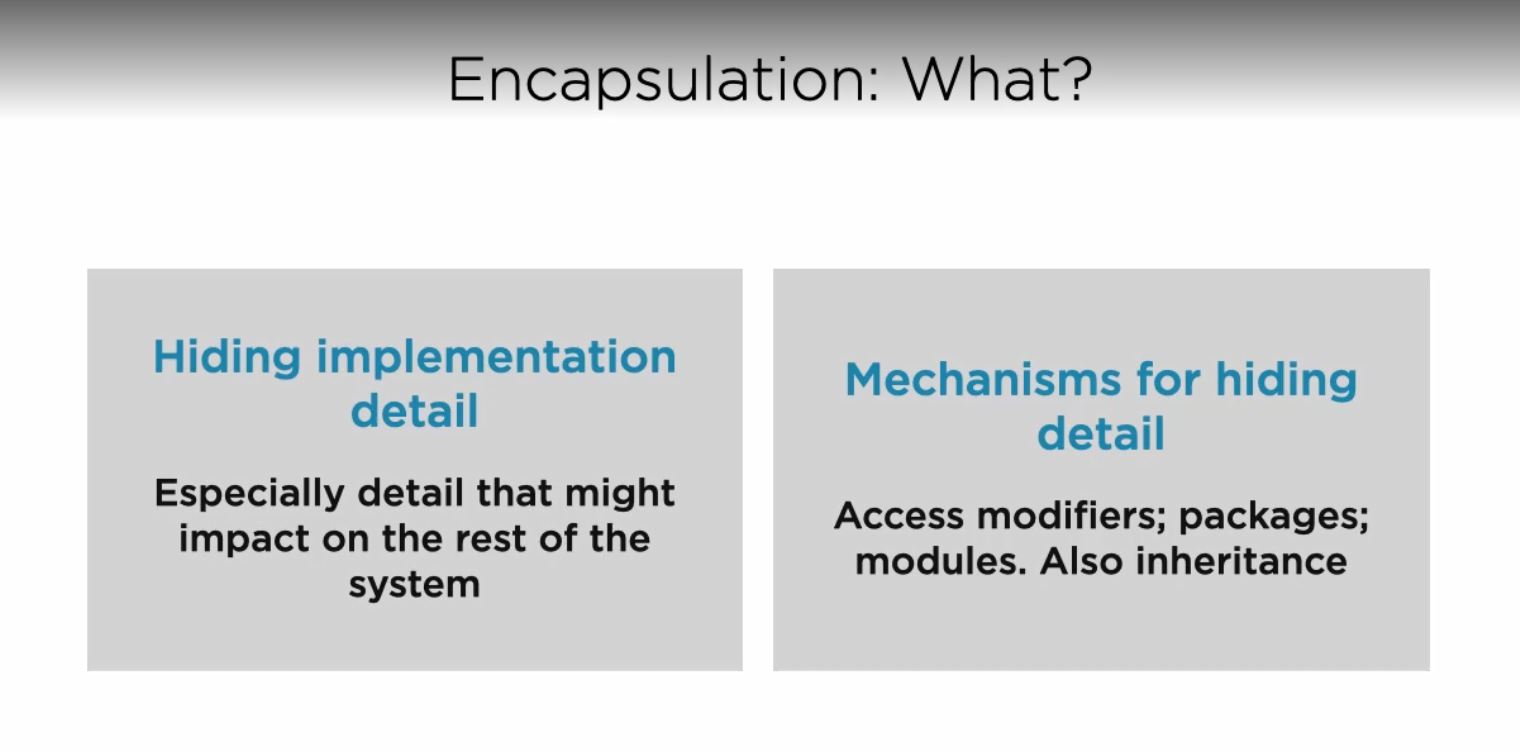 Encapsulation: What?
Hiding implementation
detail
Especially detail that might
impact on the rest of the
system
Mechanisms for hiding
detail
Access modifiers; packages;
modules. Also inheritance